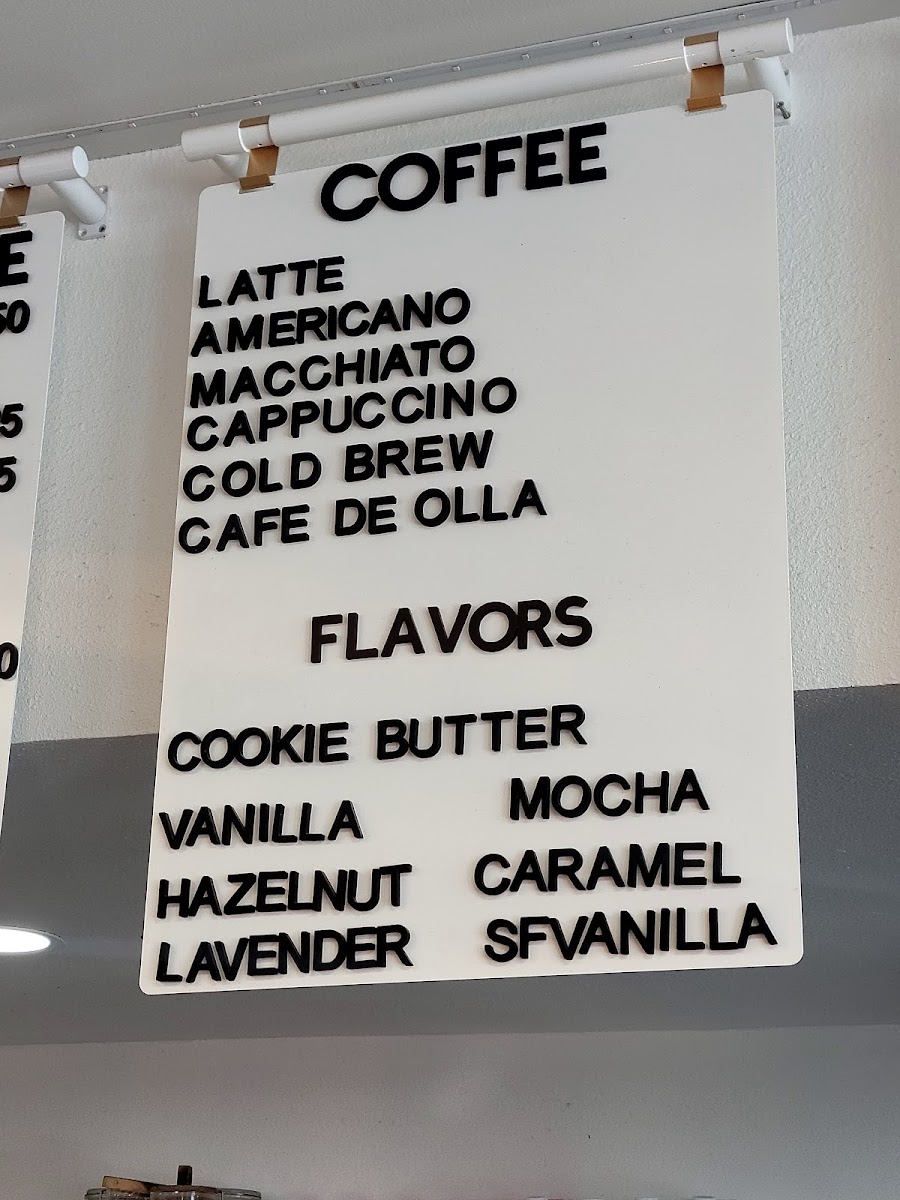 COFFEE
LATTE
AMERICANO
MACCHIATO
CAPPUCCINO
COLD BREW
CAFE DE OLLA
FLAVORS
COOKIE BUTTER
VANILLA MOCHA
HAZELNUT CARAMEL
LAVENDER SFVANILLA